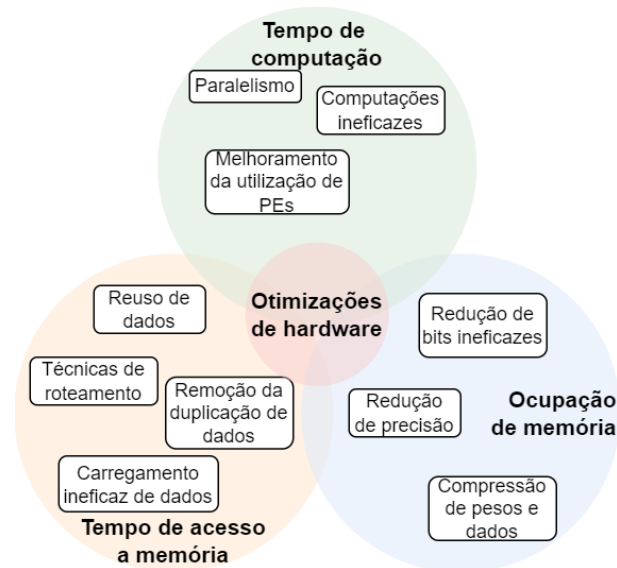 Tempo de
computação
Paralelismo
Computações
ineficazes
Melhoramento
da utilização de
PEs
Otimizações
de hardware
Reuso de
dados
Técnicas de
roteamento
Remoção da
duplicação de
dados
Carregamento
ineficaz de dados
Tempo de acesso
a memória
Redução de
bits ineficazes
Redução
de precisão
Ocupação
de memória
Compressão
de pesos e
dados